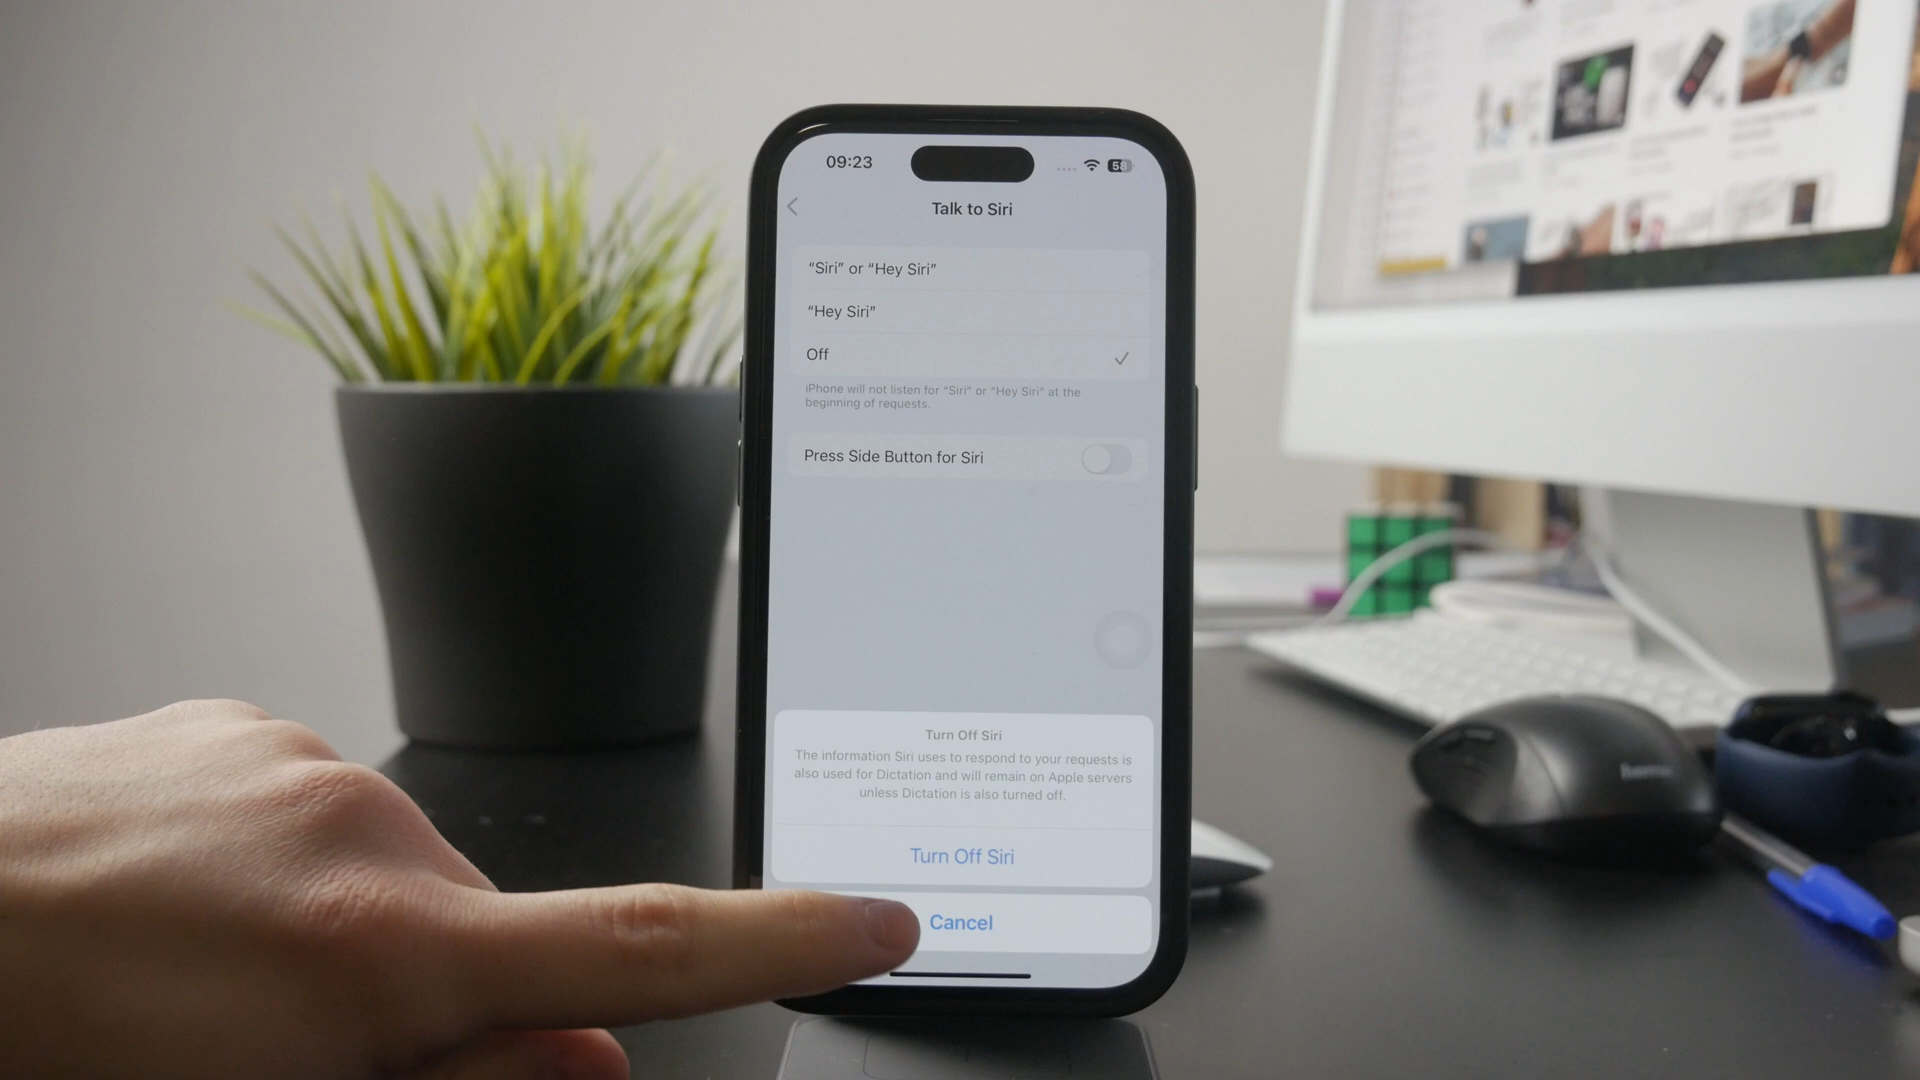 09:23
58
Talk to Siri
“Siri” or “Hey Siri”
“Hey Siri”
Off
iPhone will not listen for “Siri” or “Hey Siri” at the
beginning of requests.
Press Side Button for Siri
Turn Off Siri
The information Siri uses to respond to your requests is
also used for Dictation and will remain on Apple servers
unless Dictation is also turned off.
Turn Off Siri
Cancel
hama